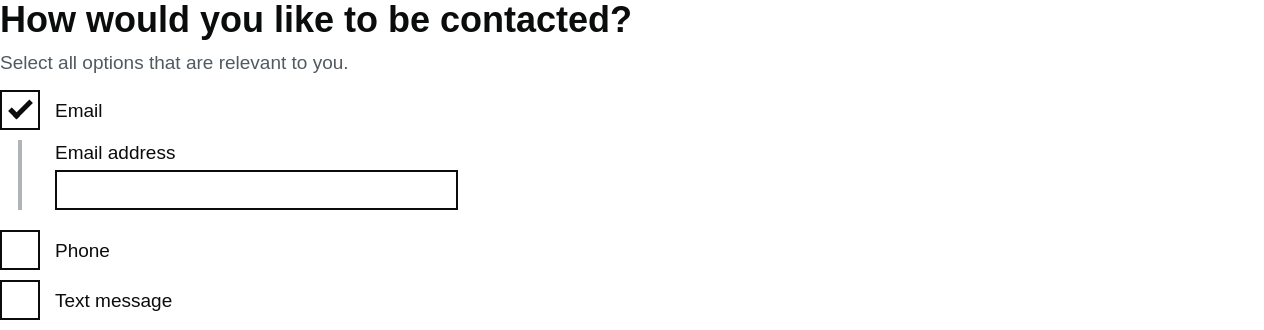 How would you like to be contacted?
Select all options that are relevant to you.
Email
Email address
Phone
Text message